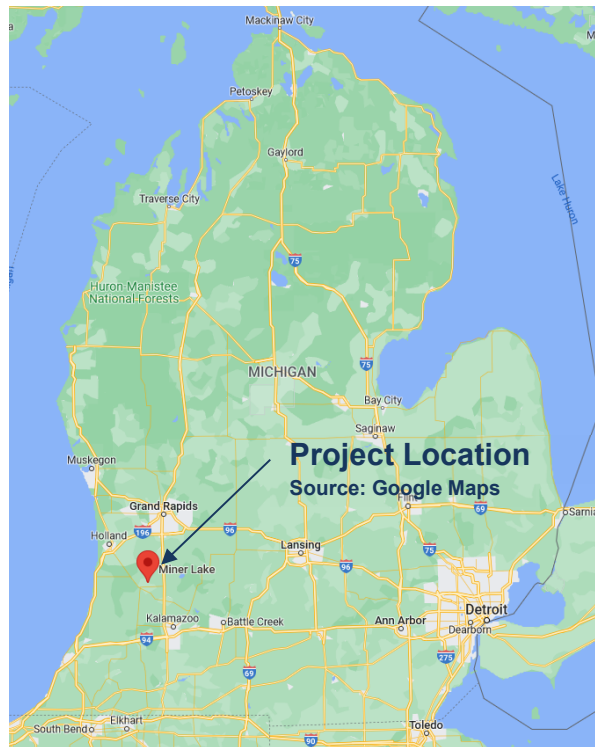 Mackinaw City
Petoskey
Gaylord
Traverse City
Lake Huron
75
Huron-Manistee
National Forests
MICHIGAN
75
Bay City
Saginaw
Muskegon
Project Location
Source: Google Maps
Flint
69
Sarnia
Grand Rapids
196
96
Holland
Lansing
75
96
Miner Lake
Detroit
Kalamazoo
Battle Creek
Ann Arbor
Dearborn
94
275
69
Elkhart
South Bend
Toledo
90